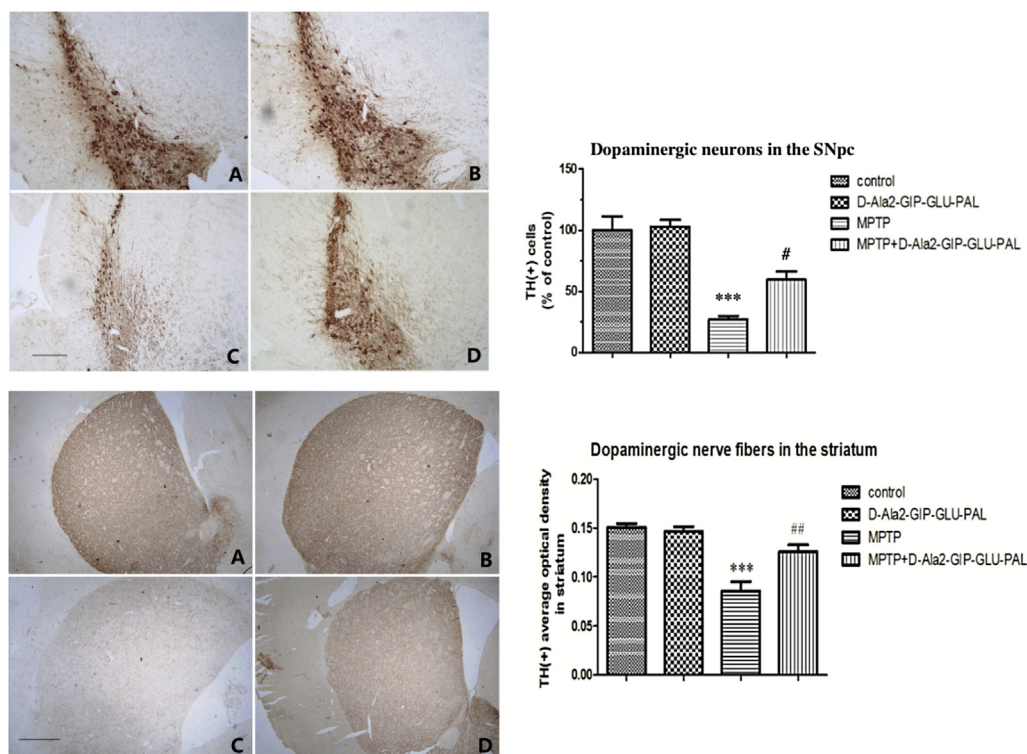 A
B
C
D
Dopaminergic neurons in the SNpc
TH(+) cells
(% of control)
150
100
50
0
***
#
control
D-Ala2-GIP-GLU-PAL
MPTP
MPTP+D-Ala2-GIP-GLU-PAL
A
B
C
D
Dopaminergic nerve fibers in the striatum
TH(+) average optical density
in striatum
0.20
0.15
0.10
0.05
0.00
***
##
control
D-Ala2-GIP-GLU-PAL
MPTP
MPTP+D-Ala2-GIP-GLU-PAL